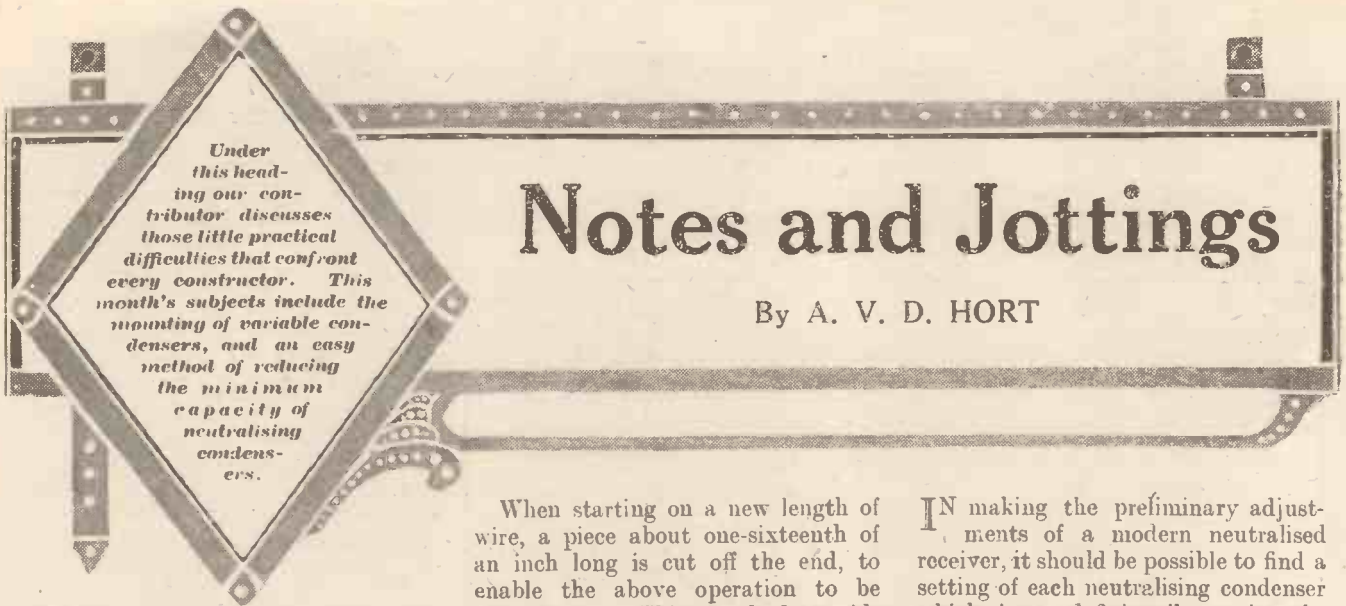 Under
this head-
ing our con-
tributor discusses
those little practical
difficulties that confront
every constructor. This
month's subjects include the
mounting of variable con-
densers, and an easy
method of reducing
the minimum
capacity of
neutralising
condens-
ers.
Notes and Jottings
By A. V. D. HORT
When starting on a new length of
wire, a piece about one-sixteenth of
an inch long is cut off the end, to
enable the above operation to be
IN making the preliminary adjust-
ments of a modern neutralised
receiver, it should be possible to find a
setting of each neutralising condenser